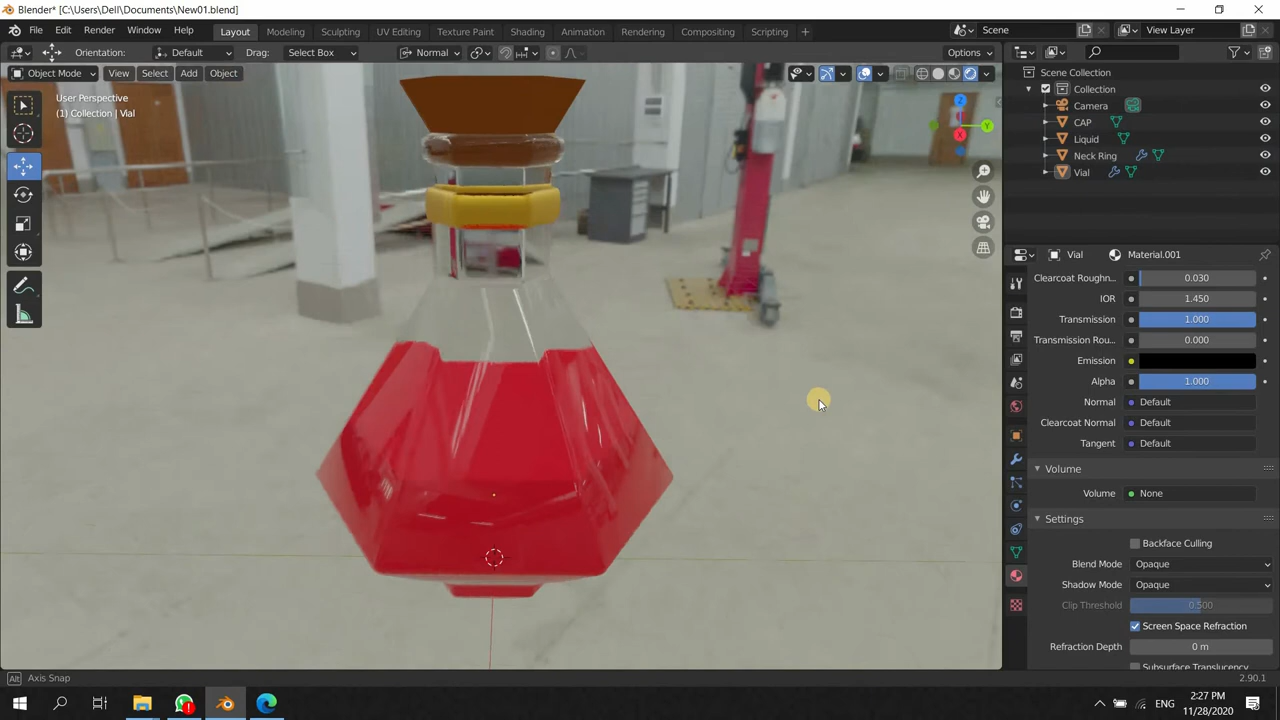 Blender* [C:\Users\Dell\Documents\New01.blend]
File Edit Render Window Help Layout Modeling Sculpting UV Editing Texture Paint Shading Animation Rendering Compositing Scripting + Scene View Layer
Orientation: Default Drag: Select Box Normal Options
Object Mode View Select Add Object
User Perspective
(1) Collection | Vial
Scene Collection
Collection
Camera
CAP
Liquid
Neck Ring
Vial
Vial Material.001
Clearcoat Roughn... 0.030
IOR 1.450
Transmission 1.000
Transmission Rou... 0.000
Emission
Alpha 1.000
Normal Default
Clearcoat Normal Default
Tangent Default
Volume
Volume None
Settings
Backface Culling
Blend Mode Opaque
Shadow Mode Opaque
Clip Threshold 0.500
Screen Space Refraction
Refraction Depth 0 m
Subsurface Translucency
Alt Axis Snap 2.90.1
ENG
2:27 PM
11/28/2020